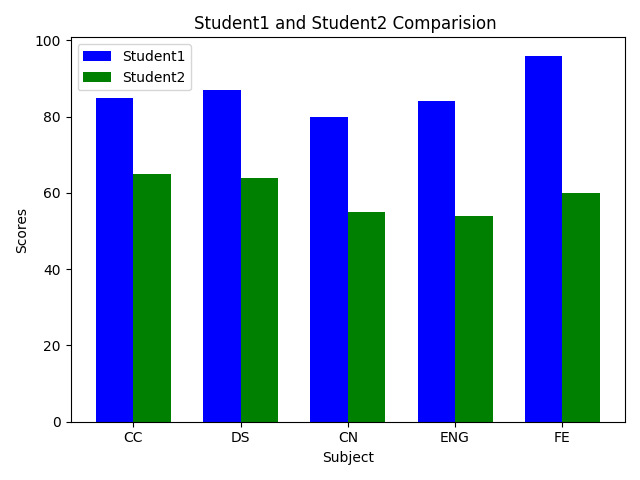 Student1 and Student2 Comparision
Student1
Student2
100
80
60
40
20
0
Scores
CC DS CN ENG FE
Subject